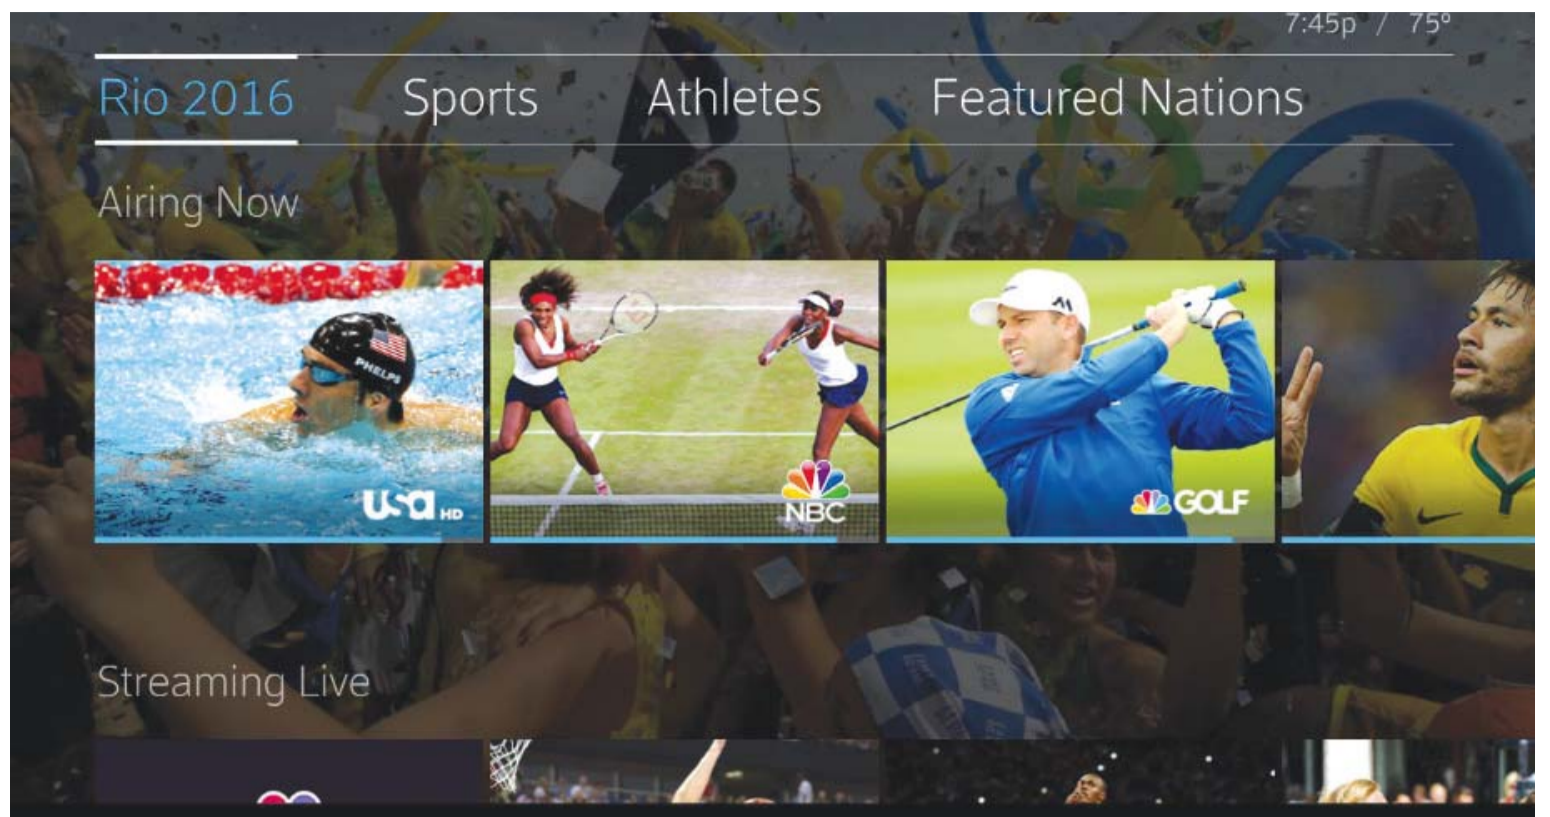 7:45p / 75°
Rio 2016 Sports Athletes Featured Nations
Airing Now
PHELPS
usa HD
NBC
GOLF
Streaming Live